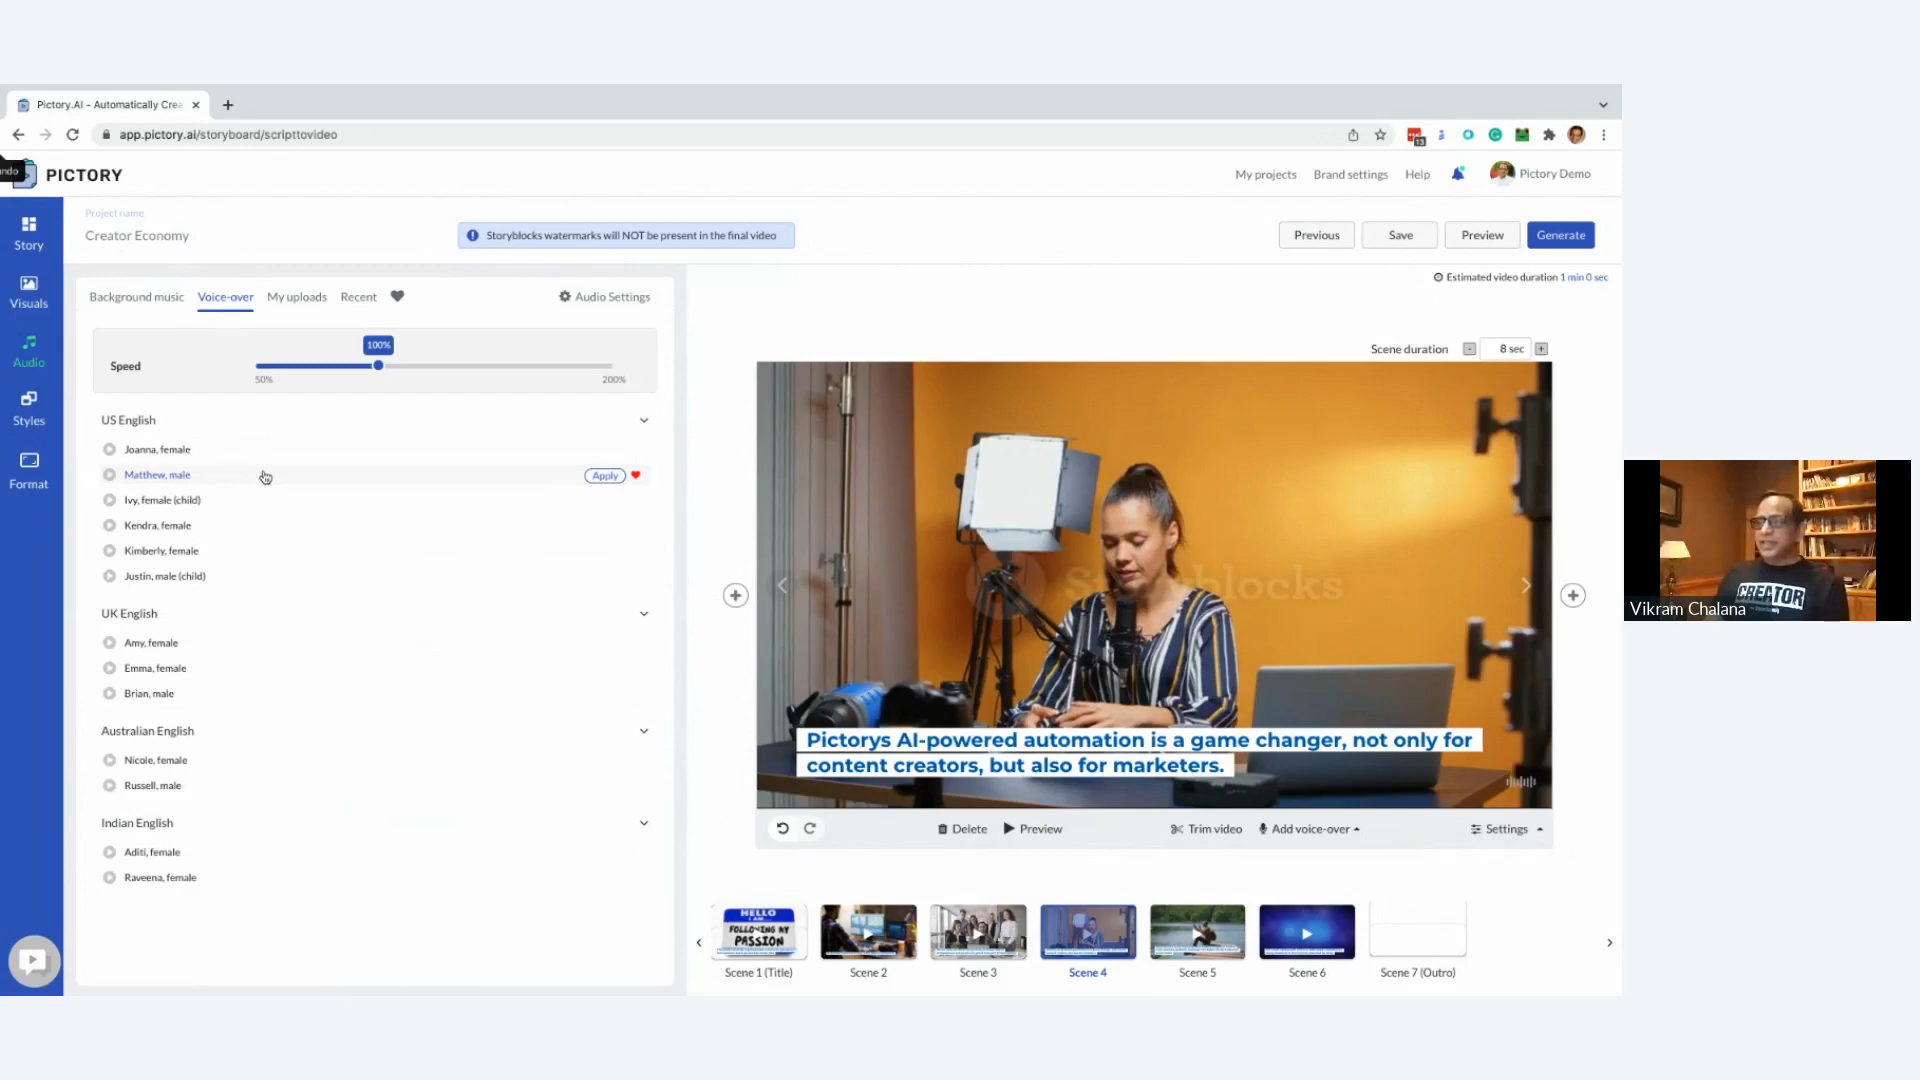 Pictory.AI - Automatically Crea
app.pictory.ai/storyboard/scripttovideo
13
ndo
PICTORY
My projects
Brand settings
Help
Pictory Demo
Story
Visuals
Audio
Styles
Format
Project name
Creator Economy
Storyblocks watermarks will NOT be present in the final video
Previous
Save
Preview
Generate
Estimated video duration 1 min 0 sec
Background music
Voice-over
My uploads
Recent
Audio Settings
100%
Speed
50%
200%
US English
Joanna, female
Matthew, male
Apply
Ivy, female (child)
Kendra, female
Kimberly, female
Justin, male (child)
UK English
Amy, female
Emma, female
Brian, male
Australian English
Nicole, female
Russell, male
Indian English
Aditi, female
Raveena, female
Scene duration
- 8 sec +
Storyblocks
Pictorys AI-powered automation is a game changer, not only for
content creators, but also for marketers.
Delete
Preview
Trim video
Add voice-over
Settings
HELLO
I AM...
FOLLOWING MY
PASSION
Scene 1 (Title)
Scene 2
Scene 3
Scene 4
Scene 5
Scene 6
Scene 7 (Outro)
CREATOR
Vikram Chalana